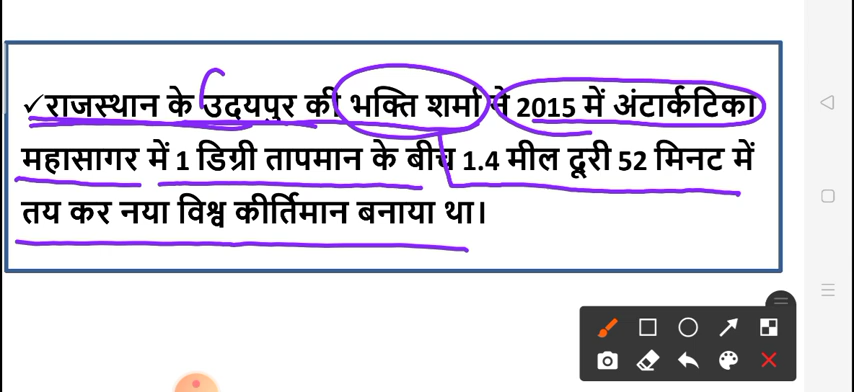 ✓राजस्थान के उदयपुर की भक्ति शर्मा ने 2015 में अंटार्कटिका
महासागर में 1 डिग्री तापमान के बीच 1.4 मील दूरी 52 मिनट में
तय कर नया विश्व कीर्तिमान बनाया था।